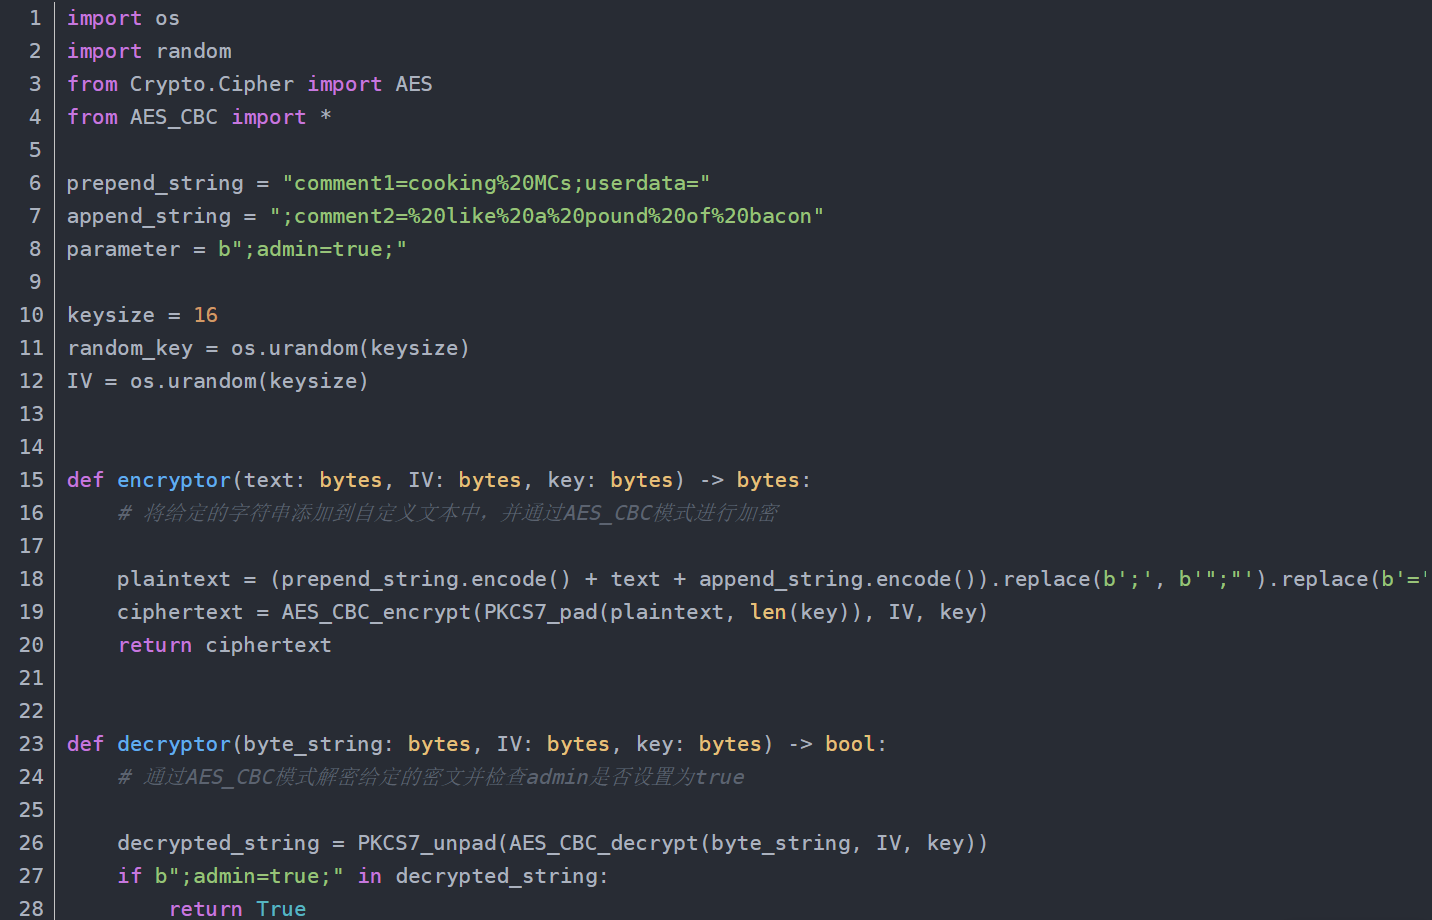 1 import os
2 import random
3 from Crypto.Cipher import AES
4 from AES_CBC import *
5
6 prepend_string = "comment1=cooking%20MCs;userdata="
7 append_string = ";comment2=%20like%20a%20pound%20of%20bacon"
8 parameter = b";admin=true;"
9
10 keysize = 16
11 random_key = os.urandom(keysize)
12 IV = os.urandom(keysize)
13
14
15 def encryptor(text: bytes, IV: bytes, key: bytes) -> bytes:
16     # 将给定的字符串添加到自定义文本中，并通过AES_CBC模式进行加密
17
18     plaintext = (prepend_string.encode() + text + append_string.encode()).replace(b';', b'";"').replace(b'='
19     ciphertext = AES_CBC_encrypt(PKCS7_pad(plaintext, len(key)), IV, key)
20     return ciphertext
21
22
23 def decryptor(byte_string: bytes, IV: bytes, key: bytes) -> bool:
24     # 通过AES_CBC模式解密给定的密文并检查admin是否设置为true
25
26     decrypted_string = PKCS7_unpad(AES_CBC_decrypt(byte_string, IV, key))
27     if b";admin=true;" in decrypted_string:
28         return True